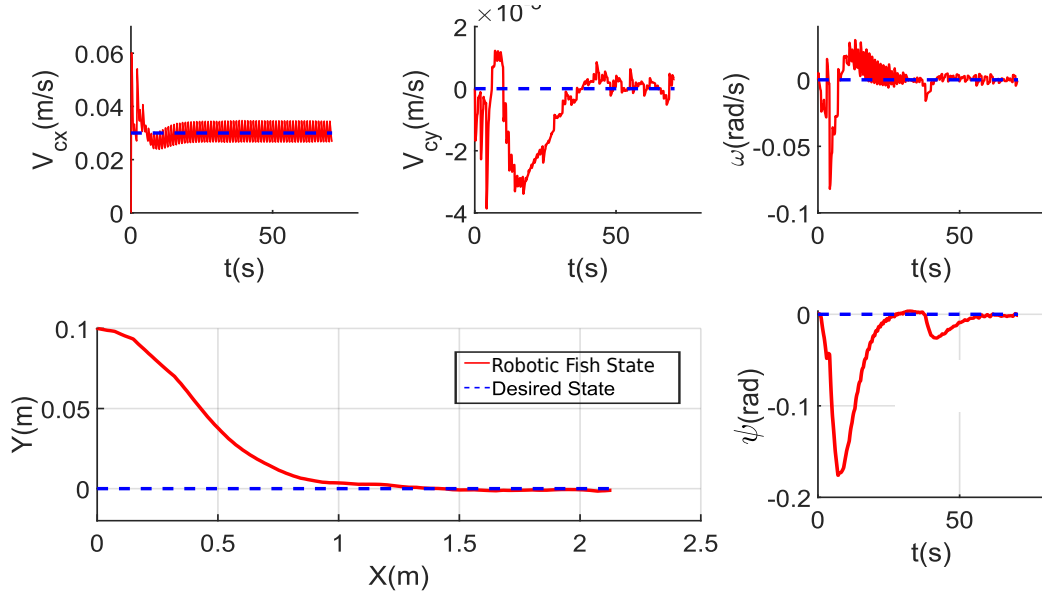 0.06
0.04
0.02
0
0
50
V_cx(m/s)
t(s)
2
×10
0
-2
-4
0
50
V_cy(m/s)
t(s)
0
-0.05
-0.1
0
50
ω(rad/s)
t(s)
0.1
0.05
0
0
0.5
1
1.5
2
2.5
Y(m)
X(m)
Robotic Fish State
Desired State
0
-0.1
-0.2
0
50
ψ(rad)
t(s)